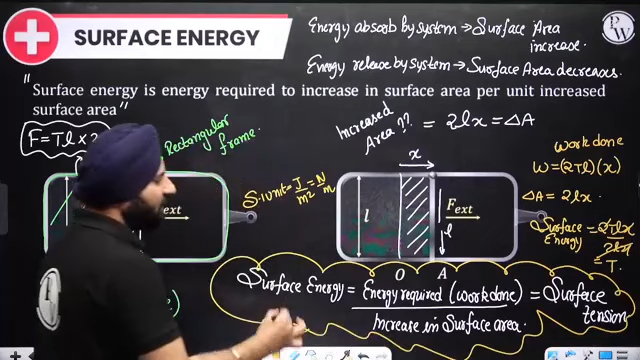 SURFACE ENERGY
Energy absorb by system → Surface Area
increase.
Energy release by system → Surface Area decreases
"
Surface energy is energy required to increase in surface area per unit increased
surface area"
F = Tl × 2
Rectangular
frame.
Increased
Area?? = 2lx = ΔA
S.I unit = J/m² = N/m
F ext
x
l
F ext
l
O A
work done
W = (2Tl)(x)
ΔA = 2lx
Surface
Energy = 2Tlx/2lx
= T.
Surface Energy = Energy required (work done)/Increase in Surface area. = Surface
tension